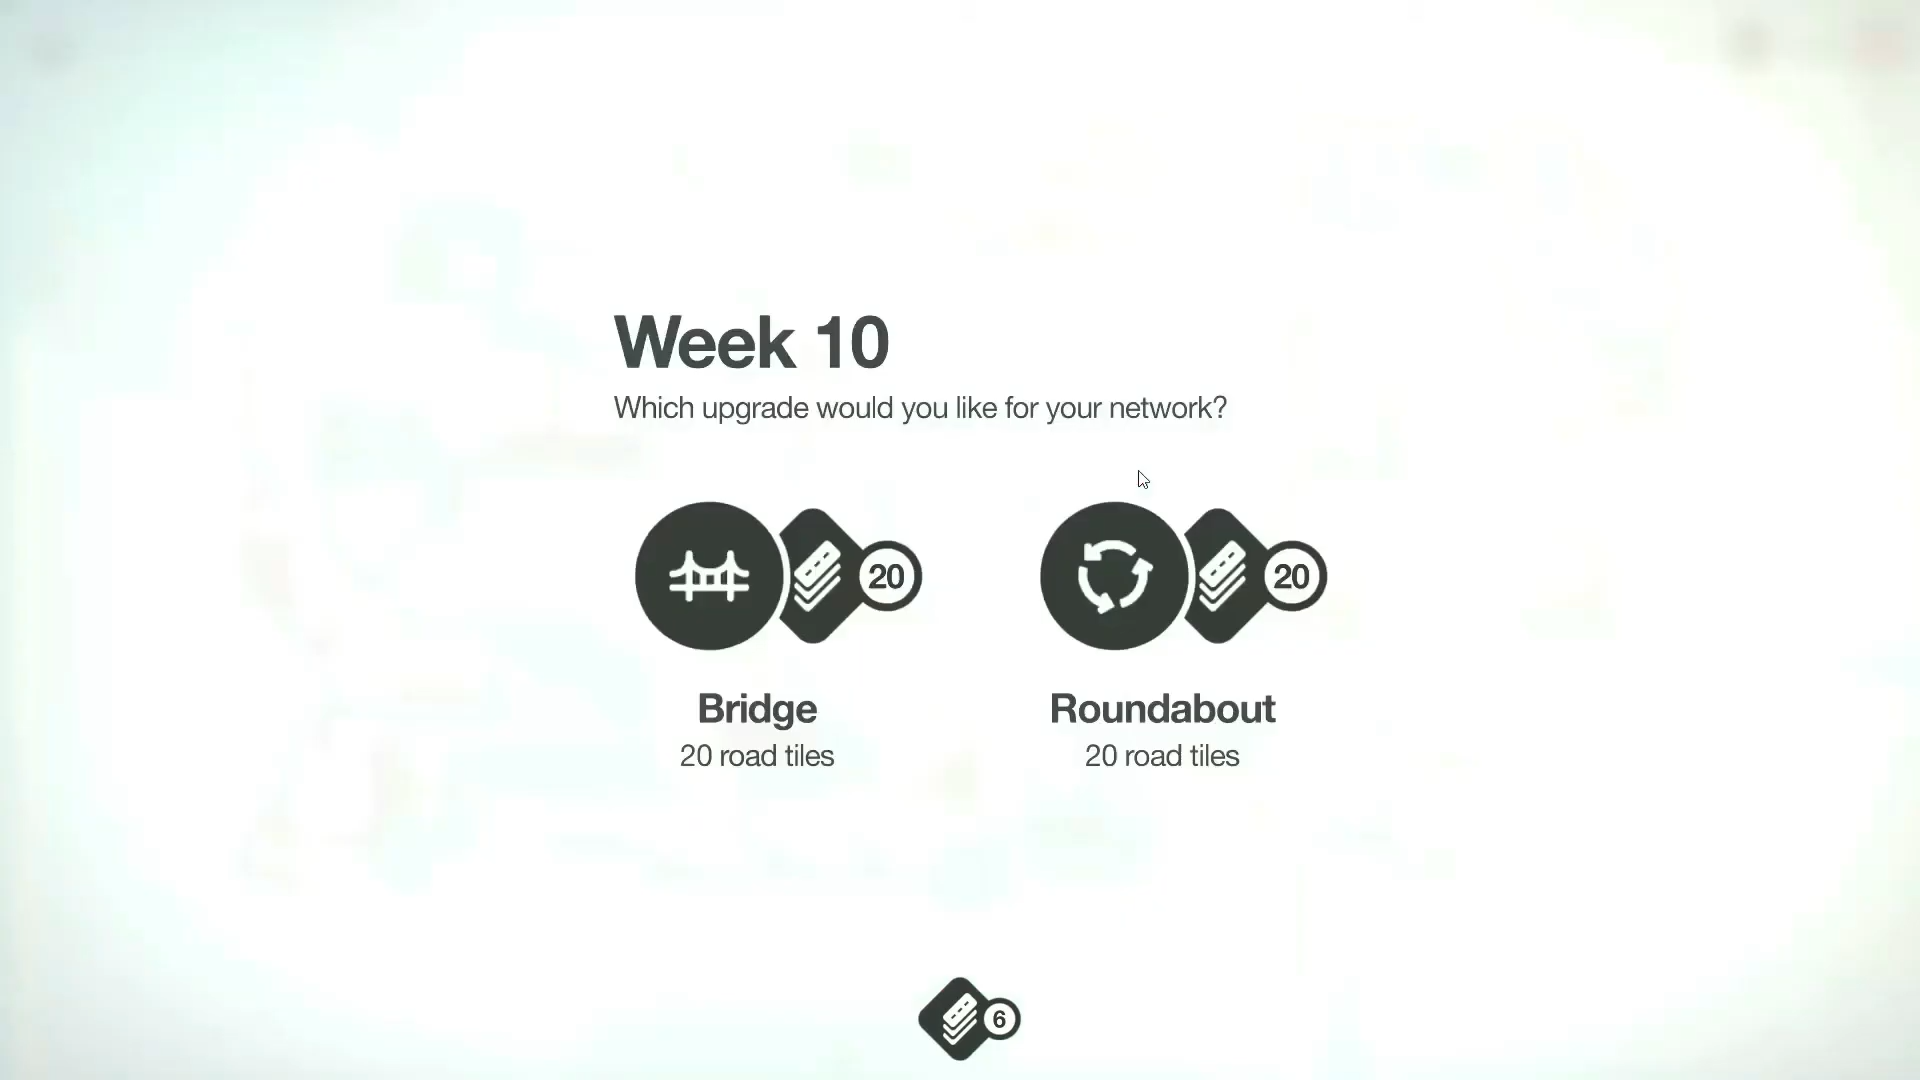 Week 10
Which upgrade would you like for your network?
20
20
Bridge
Roundabout
20 road tiles
20 road tiles
6